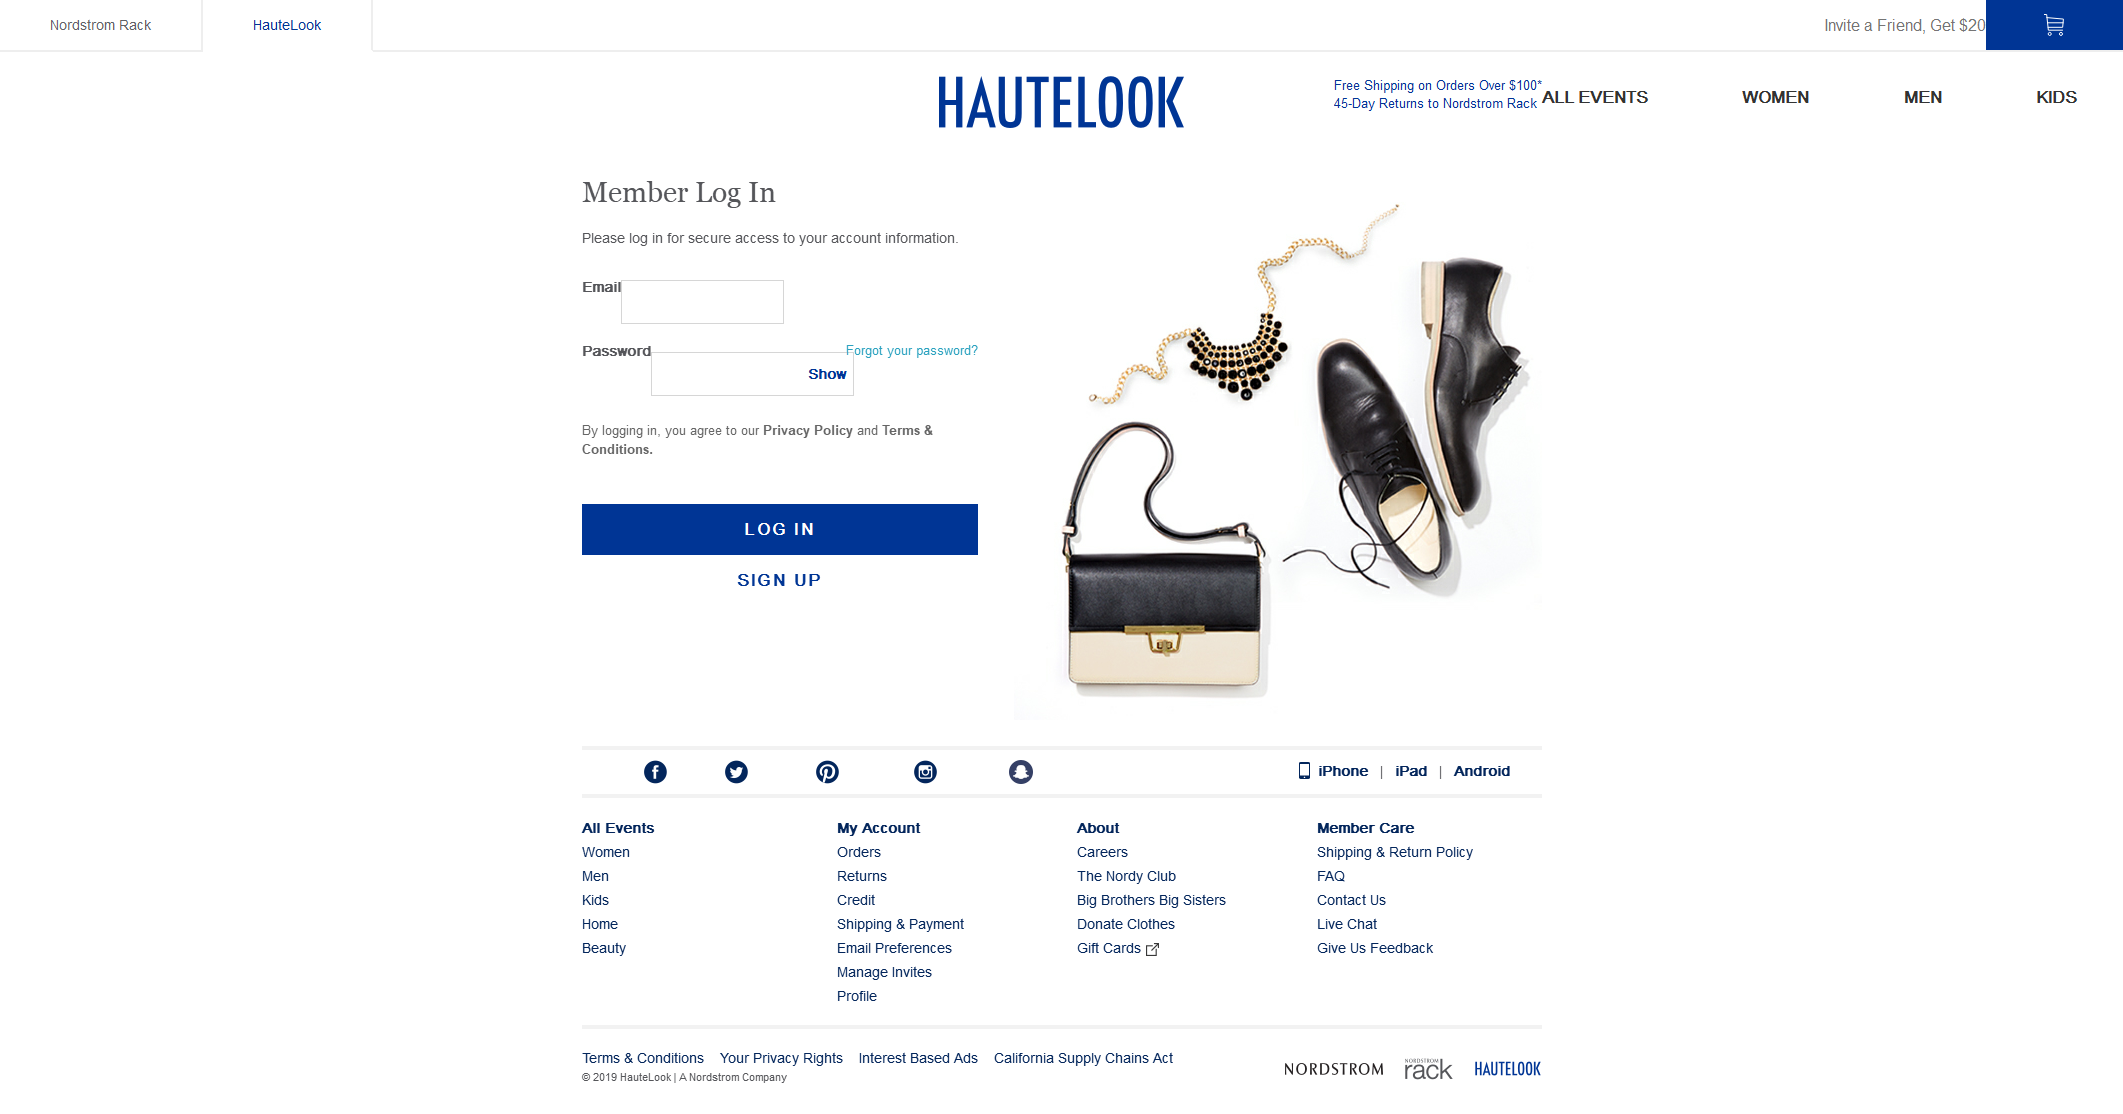 Nordstrom Rack
HauteLook
Invite a Friend, Get $20
HAUTELOOK
Free Shipping on Orders Over $100*
45-Day Returns to Nordstrom Rack
ALL EVENTS
WOMEN
MEN
KIDS
Member Log In
Please log in for secure access to your account information.
Email
Password
Forgot your password?
Show
By logging in, you agree to our Privacy Policy and Terms &
Conditions.
LOG IN
SIGN UP
iPhone | iPad | Android
All Events
Women
Men
Kids
Home
Beauty
My Account
Orders
Returns
Credit
Shipping & Payment
Email Preferences
Manage Invites
Profile
About
Careers
The Nordy Club
Big Brothers Big Sisters
Donate Clothes
Gift Cards
Member Care
Shipping & Return Policy
FAQ
Contact Us
Live Chat
Give Us Feedback
Terms & Conditions
Your Privacy Rights
Interest Based Ads
California Supply Chains Act
© 2019 HauteLook | A Nordstrom Company
NORDSTROM
NORDSTROM
rack
HAUTELOOK